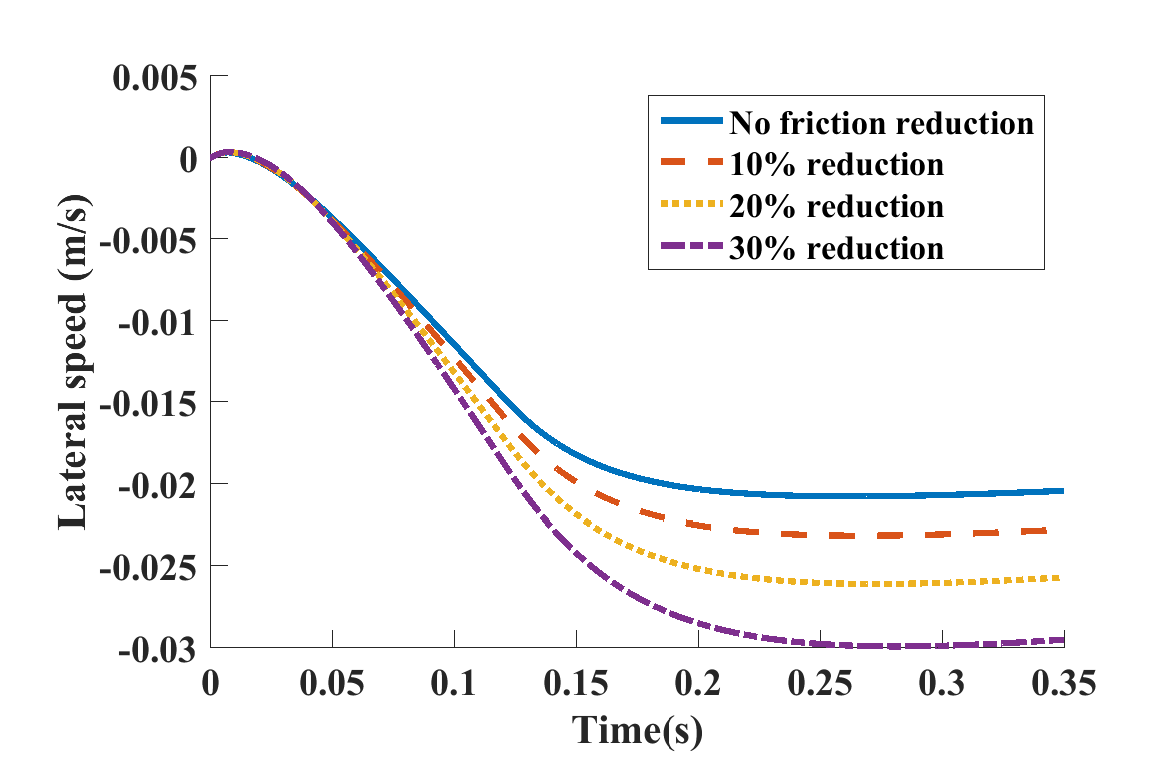 0.005
0
-0.005
-0.01
-0.015
-0.02
-0.025
-0.03
Lateral speed (m/s)
No friction reduction
10% reduction
20% reduction
30% reduction
0 0.05 0.1 0.15 0.2 0.25 0.3 0.35
Time(s)